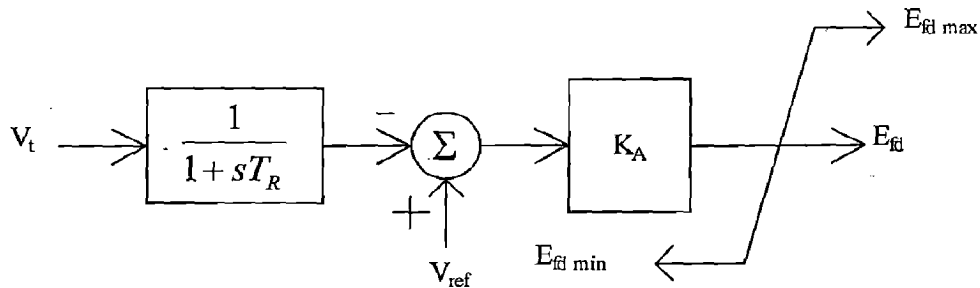 E_fd max
V_t
1
1 + sT_R
−
Σ
K_A
E_fd
+
V_ref
E_fd min